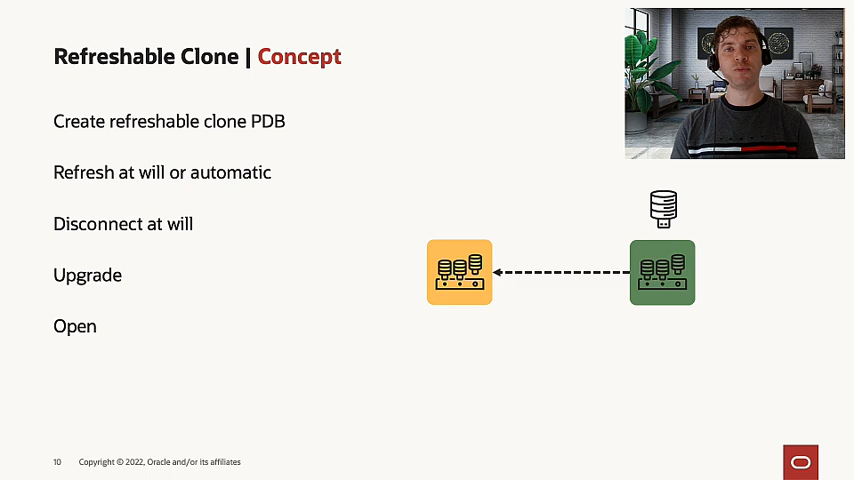 Refreshable Clone | Concept
Create refreshable clone PDB
Refresh at will or automatic
Disconnect at will
Upgrade
Open
10 Copyright © 2022, Oracle and/or its affiliates